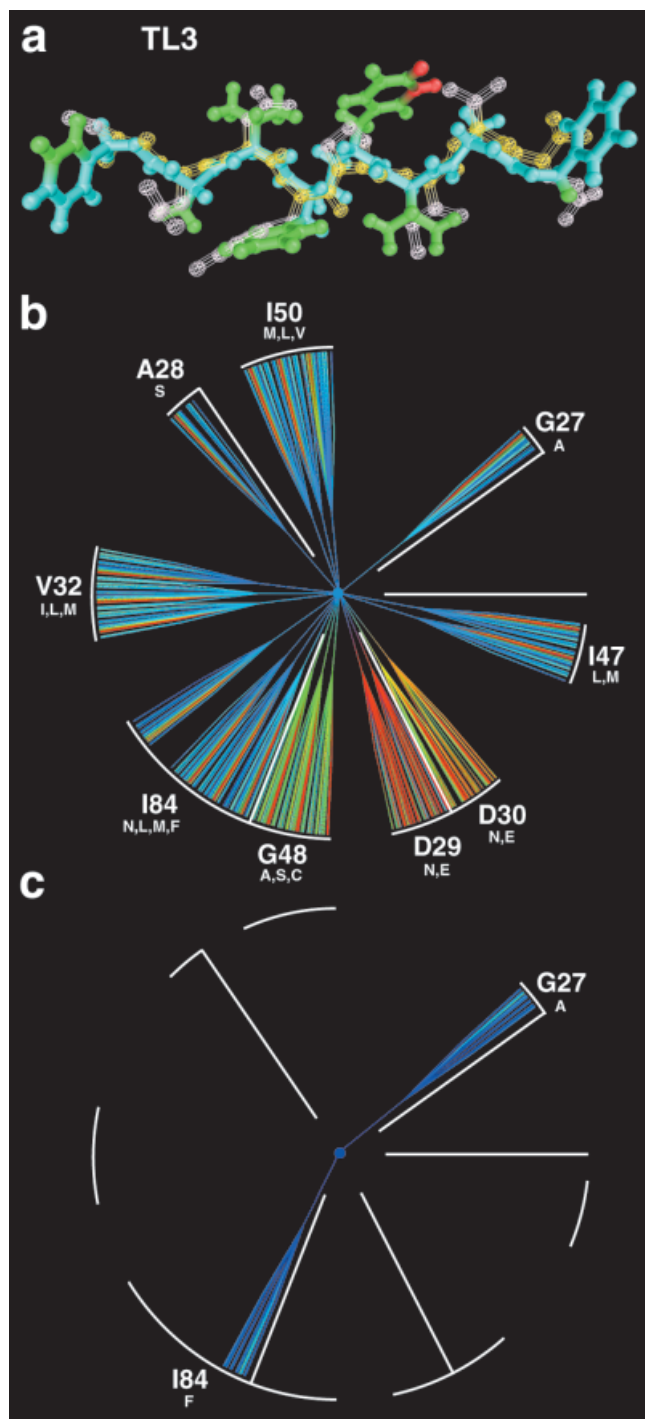 a TL3
b
I50
M,L,V
A28
S
G27
A
V32
I,L,M
I47
L,M
I84
N,L,M,F
G48
A,S,C
D29
N,E
D30
N,E
c
G27
A
I84
F